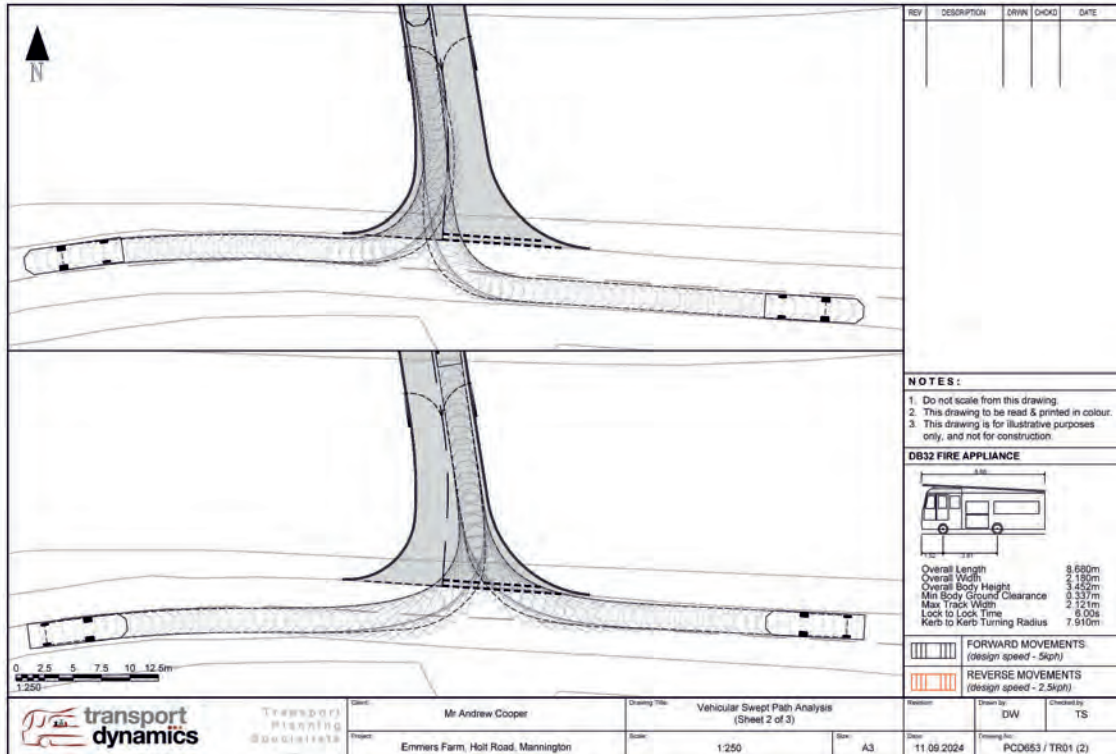 N
REV DESCRIPTION DRWN CHCKD DATE
NOTES:
1. Do not scale from this drawing.
2. This drawing to be read & printed in colour.
3. This drawing is for illustrative purposes
only, and not for construction.
DB32 FIRE APPLIANCE
Overall Length 8.680m
Overall Width 2.180m
Overall Body Height 3.452m
Min Body Ground Clearance 0.337m
Max Track Width 2.121m
Lock to Lock Time 6.00s
Kerb to Kerb Turning Radius 7.910m
FORWARD MOVEMENTS
(design speed - 5kph)
REVERSE MOVEMENTS
(design speed - 2.5kph)
0 2.5 5 7.5 10 12.5m
1:250
transport
dynamics
Transport
Planning
Specialists
Client:
Mr Andrew Cooper
Project:
Emmers Farm, Holt Road, Mannington
Drawing Title:
Vehicular Swept Path Analysis
(Sheet 2 of 3)
Scale:
1:250
Size:
A3
Revision:
Drawn by:
DW
Checked by:
TS
Date:
11.09.2024
Drawing No:
PCD653 / TR01 (2)